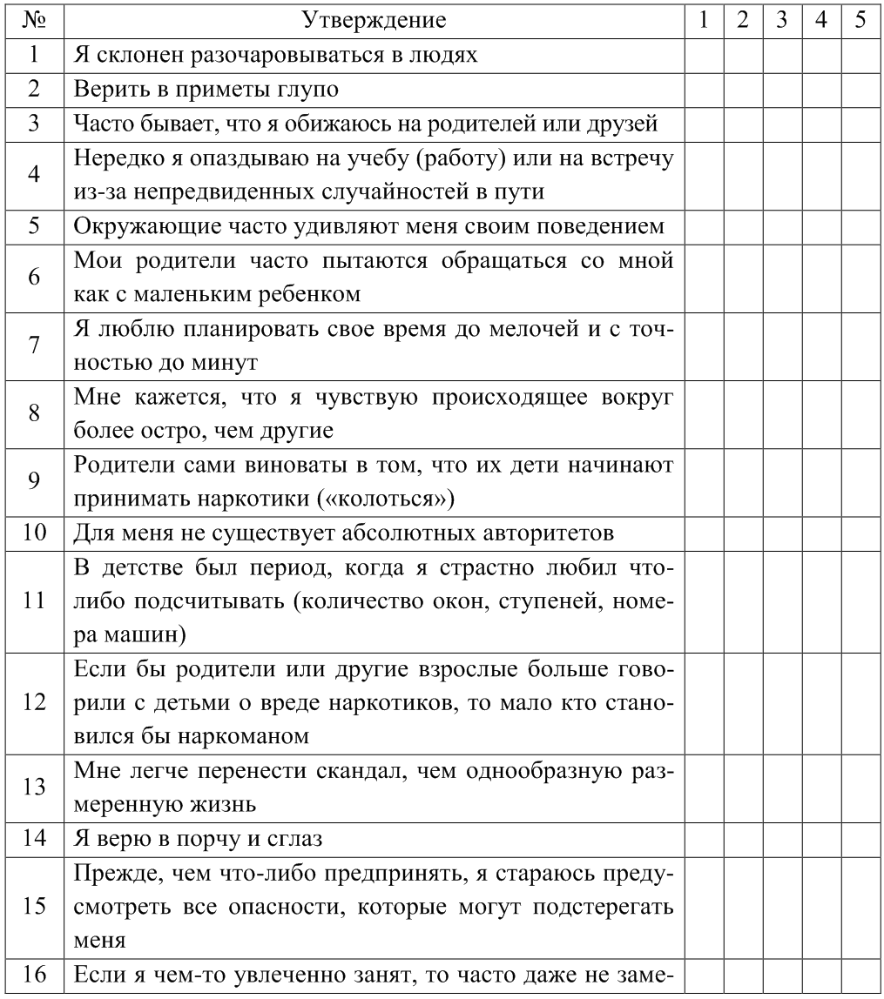 № Утверждение 1 2 3 4 5
1 Я склонен разочаровываться в людях
2 Верить в приметы глупо
3 Часто бывает, что я обижаюсь на родителей или друзей
4 Нередко я опаздываю на учебу (работу) или на встречу
из-за непредвиденных случайностей в пути
5 Окружающие часто удивляют меня своим поведением
6 Мои родители часто пытаются обращаться со мной
как с маленьким ребенком
7 Я люблю планировать свое время до мелочей и с точ-
ностью до минут
8 Мне кажется, что я чувствую происходящее вокруг
более остро, чем другие
9 Родители сами виноваты в том, что их дети начинают
принимать наркотики («колоться»)
10 Для меня не существует абсолютных авторитетов
11 В детстве был период, когда я страстно любил что-
либо подсчитывать (количество окон, ступеней, номе-
ра машин)
12 Если бы родители или другие взрослые больше гово-
рили с детьми о вреде наркотиков, то мало кто стано-
вился бы наркоманом
13 Мне легче перенести скандал, чем однообразную раз-
меренную жизнь
14 Я верю в порчу и сглаз
15 Прежде, чем что-либо предпринять, я стараюсь преду-
смотреть все опасности, которые могут подстерегать
меня
16 Если я чем-то увлеченно занят, то часто даже не заме-